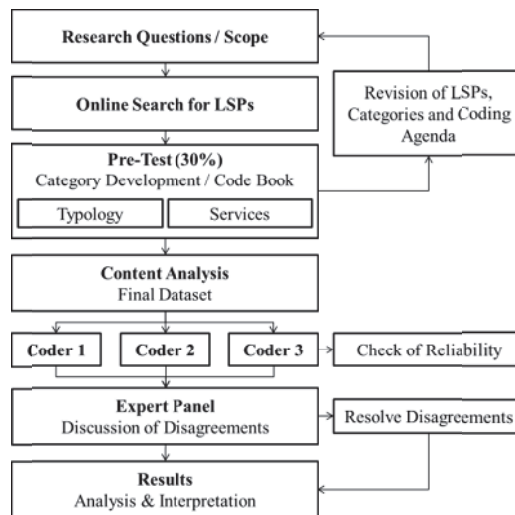 Research Questions / Scope
Online Search for LSPs
Revision of LSPs,
Categories and Coding
Agenda
Pre-Test (30%)
Category Development / Code Book
Typology
Services
Content Analysis
Final Dataset
Coder 1
Coder 2
Coder 3
Check of Reliability
Expert Panel
Discussion of Disagreements
Resolve Disagreements
Results
Analysis & Interpretation